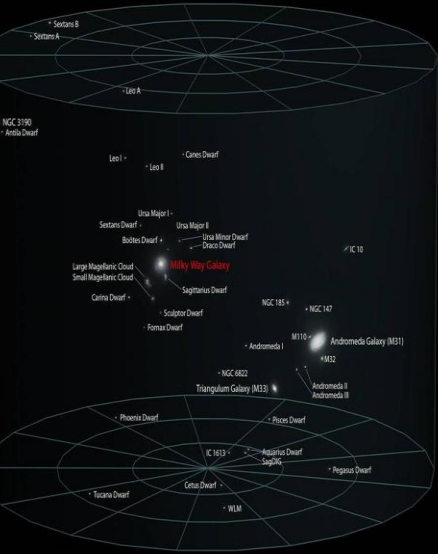 Sextans B
Sextans A
Leo A
NGC 3190
Antila Dwarf
Leo I
Leo II
Canes Dwarf
Ursa Major I
Ursa Major II
Sextans Dwarf
Boötes Dwarf
Ursa Minor Dwarf
Draco Dwarf
IC 10
Milky Way Galaxy
Large Magellanic Cloud
Small Magellanic Cloud
Sagittarius Dwarf
Carina Dwarf
NGC 185
NGC 147
Sculptor Dwarf
Fornax Dwarf
M110
Andromeda Galaxy (M31)
Andromeda I
M32
NGC 6822
Triangulum Galaxy (M33)
Andromeda II
Andromeda III
Phoenix Dwarf
Pisces Dwarf
IC 1613
Aquarius Dwarf
SagDIG
Pegasus Dwarf
Cetus Dwarf
Tucana Dwarf
WLM